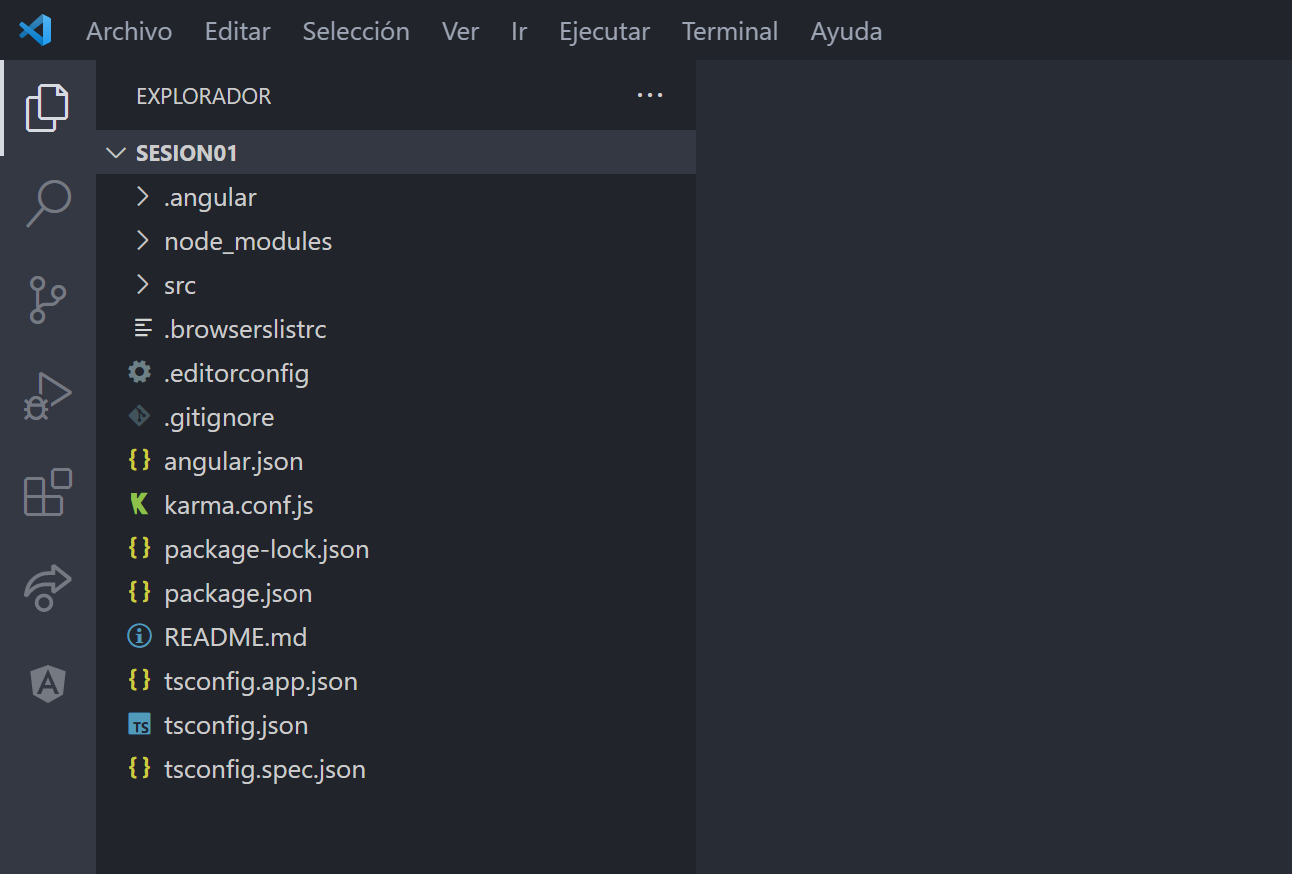 Archivo Editar Selección Ver Ir Ejecutar Terminal Ayuda
EXPLORADOR
SESION01
.angular
node_modules
src
.browserslistrc
.editorconfig
.gitignore
angular.json
karma.conf.js
package-lock.json
package.json
README.md
tsconfig.app.json
TS tsconfig.json
tsconfig.spec.json